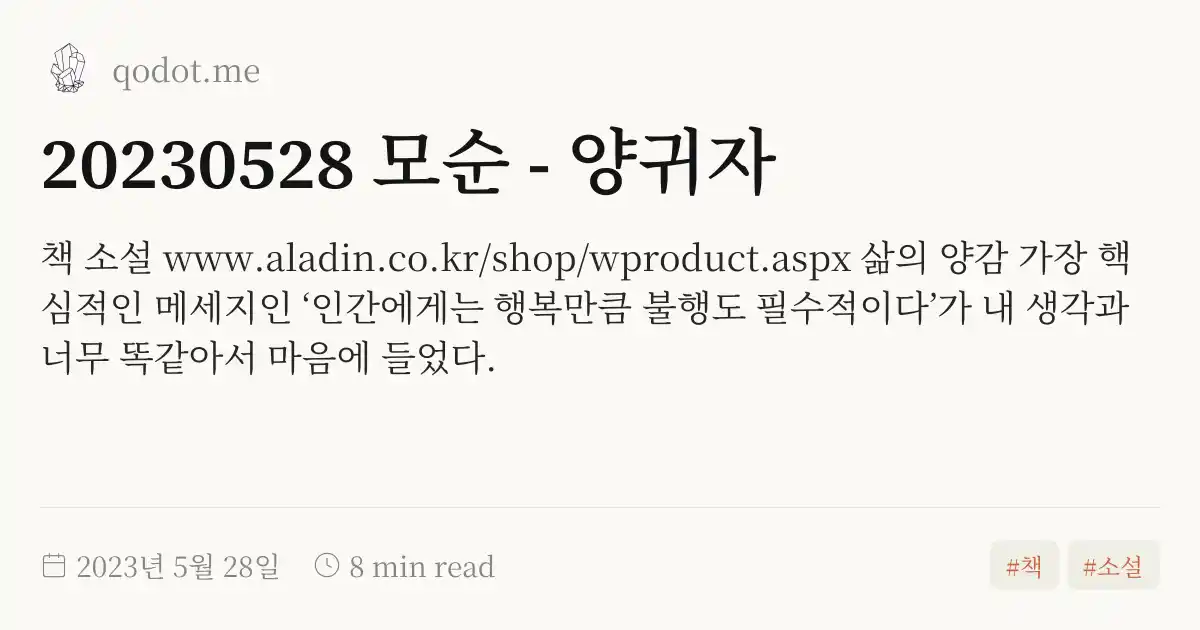 qodot.me
20230528 모순 - 양귀자
책 소설 www.aladin.co.kr/shop/wproduct.aspx 삶의 양감 가장 핵
심적인 메세지인 ‘인간에게는 행복만큼 불행도 필수적이다’가 내 생각과
너무 똑같아서 마음에 들었다.
2023년 5월 28일 8 min read #책 #소설